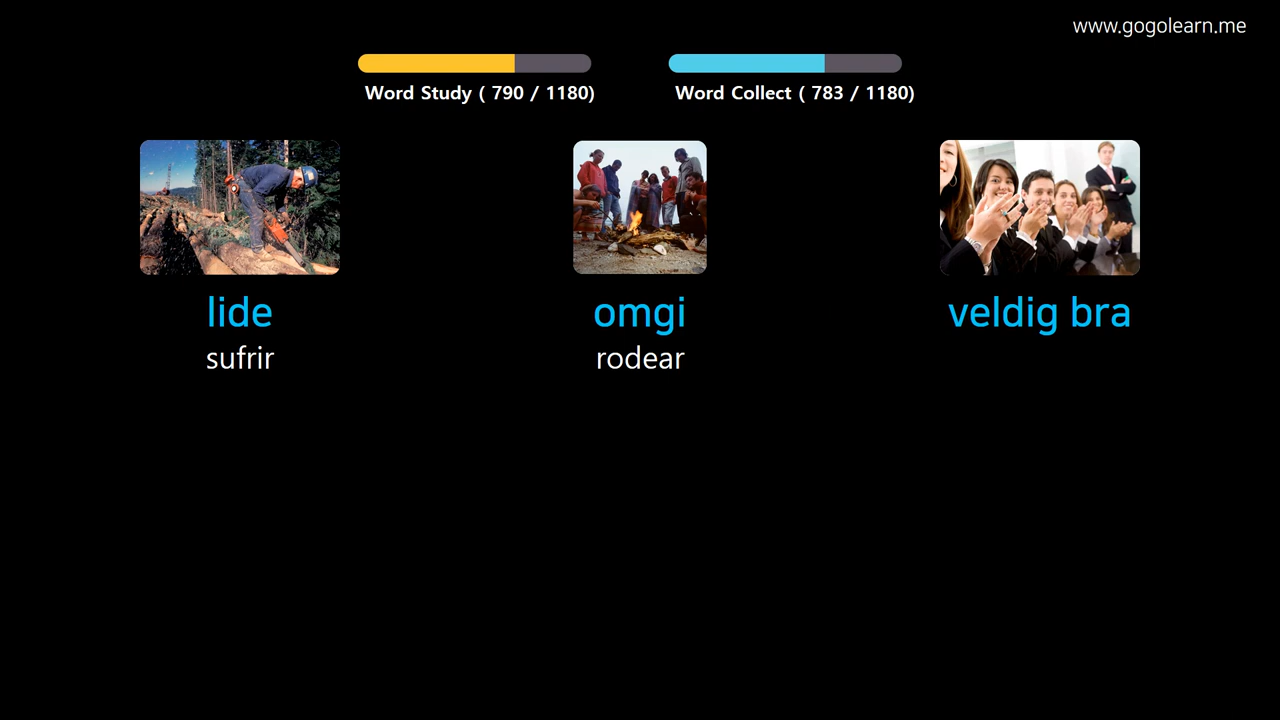 www.gogolearn.me
Word Study ( 790 / 1180)
Word Collect ( 783 / 1180)
lide
omgi
veldig bra
sufrir
rodear